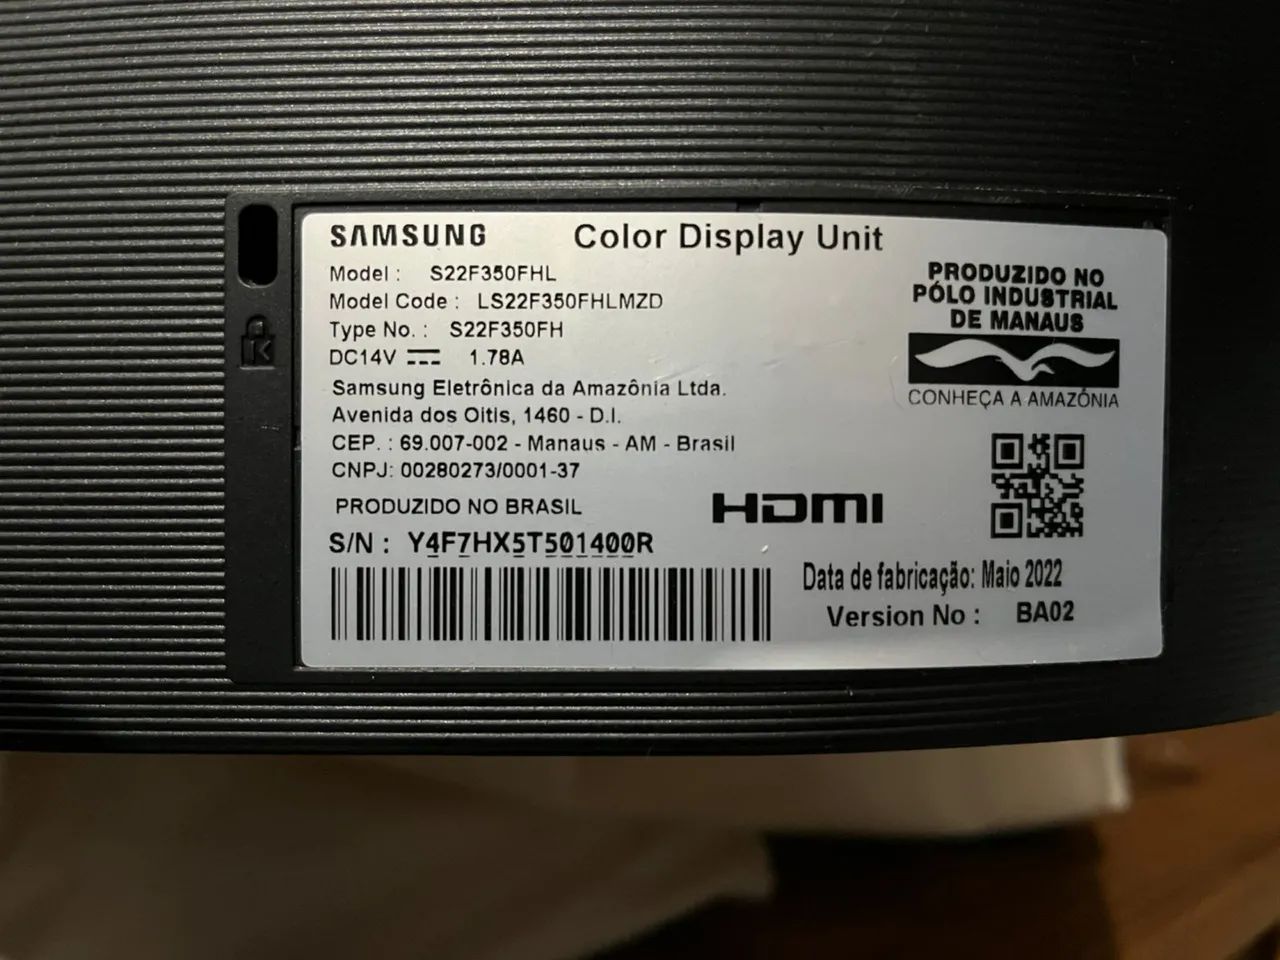 SAMSUNG Color Display Unit
Model : S22F350FHL
Model Code : LS22F350FHLMZD
Type No. : S22F350FH
DC14V ⎓ 1.78A
Samsung Eletrônica da Amazônia Ltda.
Avenida dos Oitis, 1460 - D.I.
CEP. : 69.007-002 - Manaus - AM - Brasil
CNPJ: 00280273/0001-37
PRODUZIDO NO BRASIL
S/N : Y4F7HX5T501400R
PRODUZIDO NO
PÓLO INDUSTRIAL
DE MANAUS
CONHEÇA A AMAZÔNIA
HDMI
Data de fabricação: Maio 2022
Version No : BA02
K